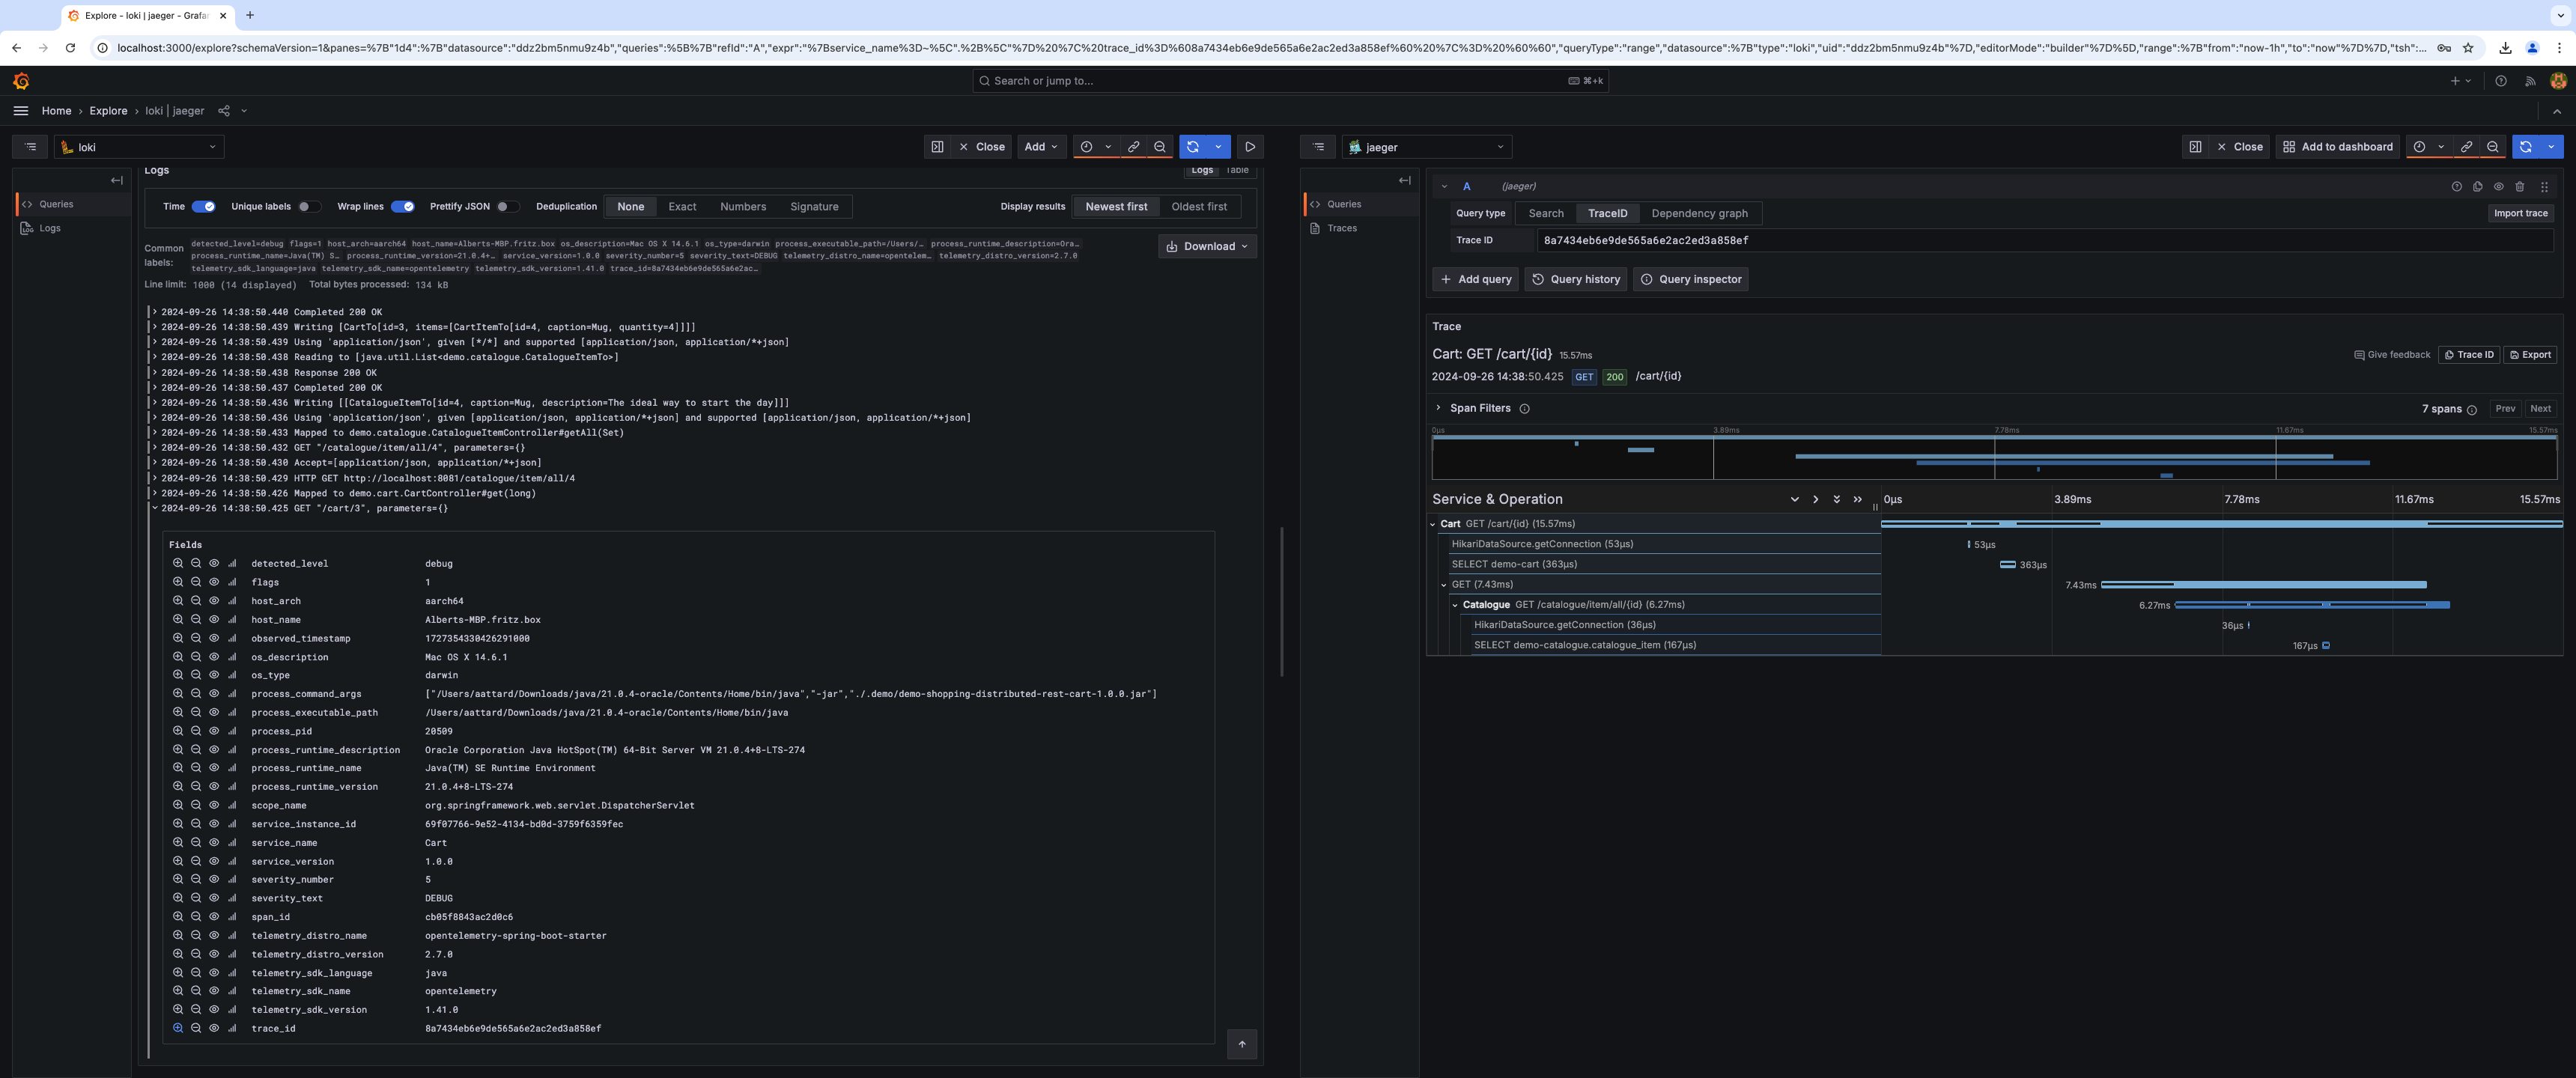 Explore - loki | jaeger - Grafa
localhost:3000/explore?schemaVersion=1&panes=%7B"1d4":%7B"datasource":"ddz2bm5nmu9z4b","queries":%5B%7B"refId":"A","expr":"%7Bservice_name%3D~%5C".%2B%5C"%7D%20%7C%20trace_id%3D%608a7434eb6e9de565a6e2ac2ed3a858ef%60%20%7C%3D%20%60%60","queryType":"range","datasource":%7B"type":"loki","uid":"ddz2bm5nmu9z4b"%7D,"editorMode":"builder"%7D%5D,"range":%7B"from":"now-1h","to":"now"%7D%7D,"tsh":...
Search or jump to... ⌘+k
Home › Explore › loki | jaeger
loki Close Add
Queries
Logs
Logs Logs Table
Time Unique labels Wrap lines Prettify JSON Deduplication None Exact Numbers Signature Display results Newest first Oldest first
Common labels:
detected_level=debug flags=1 host_arch=aarch64 host_name=Alberts-MBP.fritz.box os_description=Mac OS X 14.6.1 os_type=darwin process_executable_path=/Users/… process_runtime_description=Ora…
process_runtime_name=Java(TM) S… process_runtime_version=21.0.4+… service_version=1.0.0 severity_number=5 severity_text=DEBUG telemetry_distro_name=opentelem… telemetry_distro_version=2.7.0
telemetry_sdk_language=java telemetry_sdk_name=opentelemetry telemetry_sdk_version=1.41.0 trace_id=8a7434eb6e9de565a6e2ac…
Download
Line limit: 1000 (14 displayed) Total bytes processed: 134 kB
2024-09-26 14:38:50.440 Completed 200 OK
2024-09-26 14:38:50.439 Writing [CartTo[id=3, items=[CartItemTo[id=4, caption=Mug, quantity=4]]]]
2024-09-26 14:38:50.439 Using 'application/json', given [*/*] and supported [application/json, application/*+json]
2024-09-26 14:38:50.438 Reading to [java.util.List<demo.catalogue.CatalogueItemTo>]
2024-09-26 14:38:50.438 Response 200 OK
2024-09-26 14:38:50.437 Completed 200 OK
2024-09-26 14:38:50.436 Writing [[CatalogueItemTo[id=4, caption=Mug, description=The ideal way to start the day]]]
2024-09-26 14:38:50.436 Using 'application/json', given [application/json, application/*+json] and supported [application/json, application/*+json]
2024-09-26 14:38:50.433 Mapped to demo.catalogue.CatalogueItemController#getAll(Set)
2024-09-26 14:38:50.432 GET "/catalogue/item/all/4", parameters={}
2024-09-26 14:38:50.430 Accept=[application/json, application/*+json]
2024-09-26 14:38:50.429 HTTP GET http://localhost:8081/catalogue/item/all/4
2024-09-26 14:38:50.426 Mapped to demo.cart.CartController#get(long)
2024-09-26 14:38:50.425 GET "/cart/3", parameters={}
Fields
detected_level debug
flags 1
host_arch aarch64
host_name Alberts-MBP.fritz.box
observed_timestamp 1727354330426291000
os_description Mac OS X 14.6.1
os_type darwin
process_command_args ["/Users/aattard/Downloads/java/21.0.4-oracle/Contents/Home/bin/java","-jar","./.demo/demo-shopping-distributed-rest-cart-1.0.0.jar"]
process_executable_path /Users/aattard/Downloads/java/21.0.4-oracle/Contents/Home/bin/java
process_pid 20509
process_runtime_description Oracle Corporation Java HotSpot(TM) 64-Bit Server VM 21.0.4+8-LTS-274
process_runtime_name Java(TM) SE Runtime Environment
process_runtime_version 21.0.4+8-LTS-274
scope_name org.springframework.web.servlet.DispatcherServlet
service_instance_id 69f07766-9e52-4134-bd0d-3759f6359fec
service_name Cart
service_version 1.0.0
severity_number 5
severity_text DEBUG
span_id cb05f8843ac2d0c6
telemetry_distro_name opentelemetry-spring-boot-starter
telemetry_distro_version 2.7.0
telemetry_sdk_language java
telemetry_sdk_name opentelemetry
telemetry_sdk_version 1.41.0
trace_id 8a7434eb6e9de565a6e2ac2ed3a858ef
jaeger Close Add to dashboard
Queries
Traces
A (jaeger)
Query type Search TraceID Dependency graph Import trace
Trace ID 8a7434eb6e9de565a6e2ac2ed3a858ef
Add query Query history Query inspector
Trace
Cart: GET /cart/{id} 15.57ms Give feedback Trace ID Export
2024-09-26 14:38:50.425 GET 200 /cart/{id}
Span Filters 7 spans Prev Next
0μs 3.89ms 7.78ms 11.67ms 15.57ms
Service & Operation 0μs 3.89ms 7.78ms 11.67ms 15.57ms
Cart GET /cart/{id} (15.57ms)
HikariDataSource.getConnection (53μs) 53μs
SELECT demo-cart (363μs) 363μs
GET (7.43ms) 7.43ms
Catalogue GET /catalogue/item/all/{id} (6.27ms) 6.27ms
HikariDataSource.getConnection (36μs) 36μs
SELECT demo-catalogue.catalogue_item (167μs) 167μs